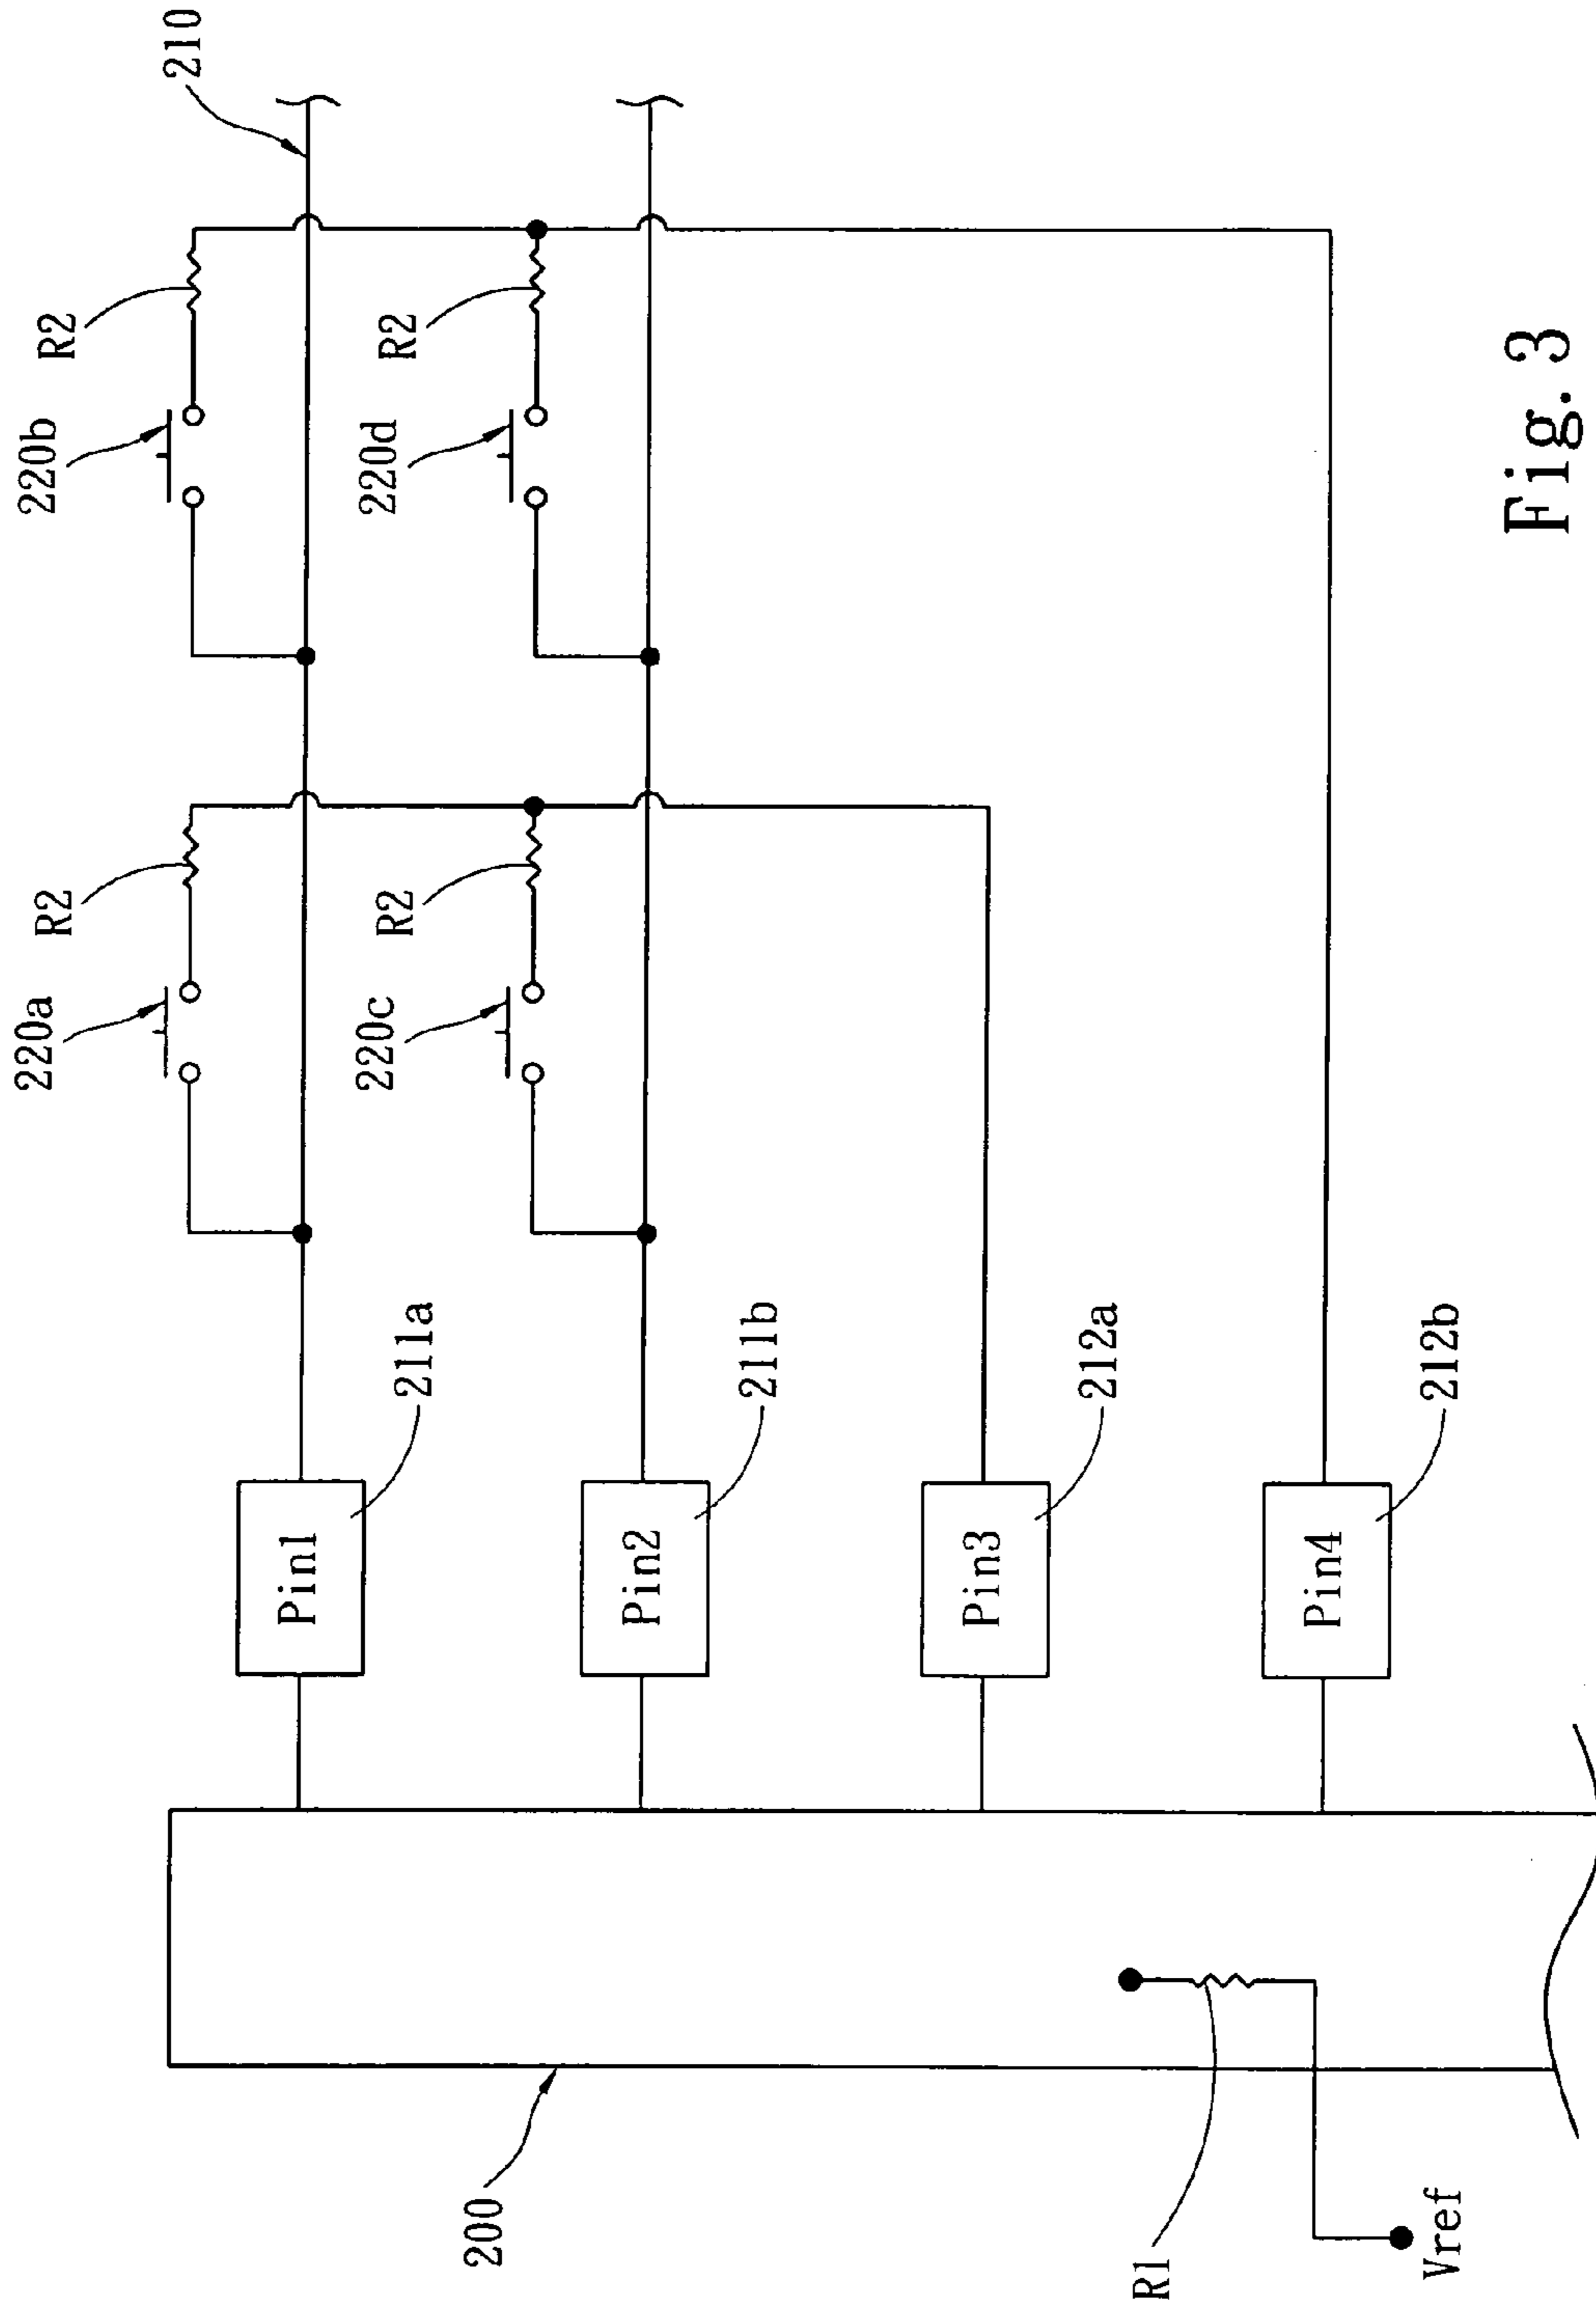 210
220a
R2
220b
R2
220c
R2
220d
R2
Pin1
211a
Pin2
211b
200
Pin3
212a
R1
Pin4
212b
Vref
Fig. 3